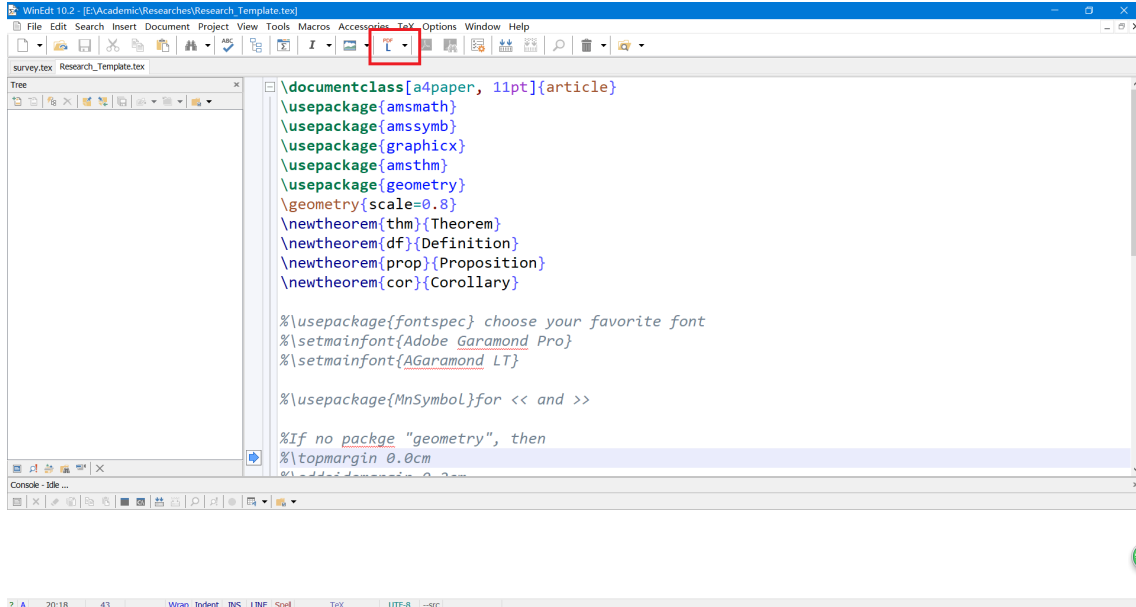 WinEdt 10.2 - [E:\Academic\Researches\Research_Template.tex]
File Edit Search Insert Document Project View Tools Macros Accessories TeX Options Window Help
ABC PDF L
survey.tex Research_Template.tex
Tree
\documentclass[a4paper, 11pt]{article}
\usepackage{amsmath}
\usepackage{amssymb}
\usepackage{graphicx}
\usepackage{amsthm}
\usepackage{geometry}
\geometry{scale=0.8}
\newtheorem{thm}{Theorem}
\newtheorem{df}{Definition}
\newtheorem{prop}{Proposition}
\newtheorem{cor}{Corollary}
%\usepackage{fontspec} choose your favorite font
%\setmainfont{Adobe Garamond Pro}
%\setmainfont{AGaramond LT}
%\usepackage{MnSymbol}for << and >>
%If no packge "geometry", then
%\topmargin 0.0cm
Console - Idle ...
? A 20:18 43 Wrap Indent INS LINE Spell TeX UTF-8 --src